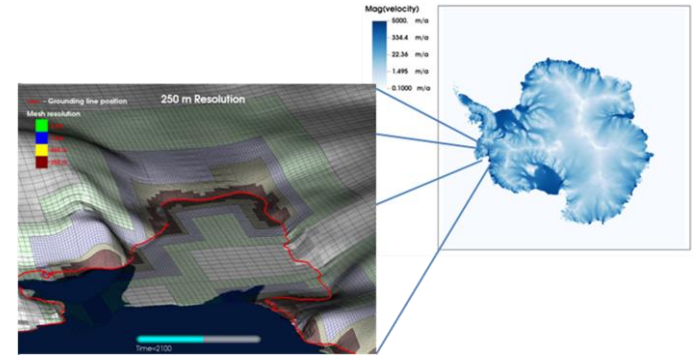 Mag(velocity)
5000. m/a
334.4 m/a
22.36 m/a
1.495 m/a
0.1000 m/a
- Grounding line position
250 m Resolution
Mesh resolution
Time=2100